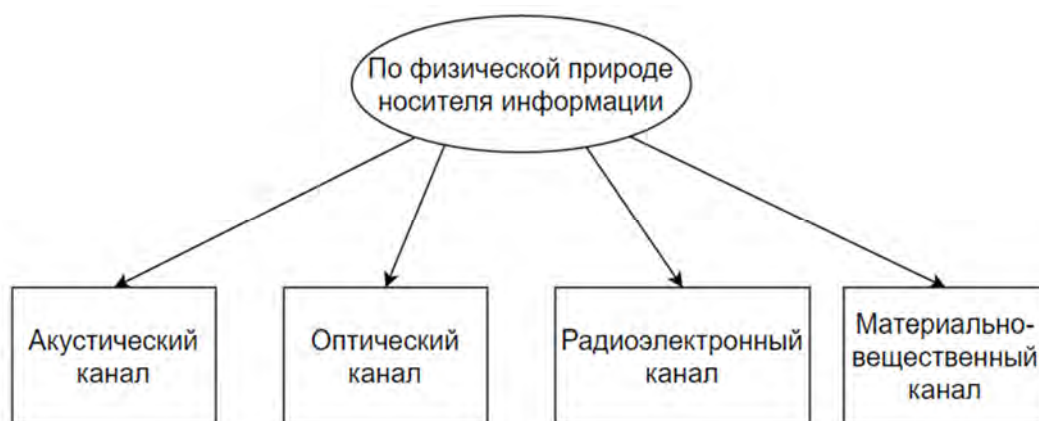 По физической природе
носителя информации
Акустический
канал
Оптический
канал
Радиоэлектронный
канал
Материально-
вещественный
канал